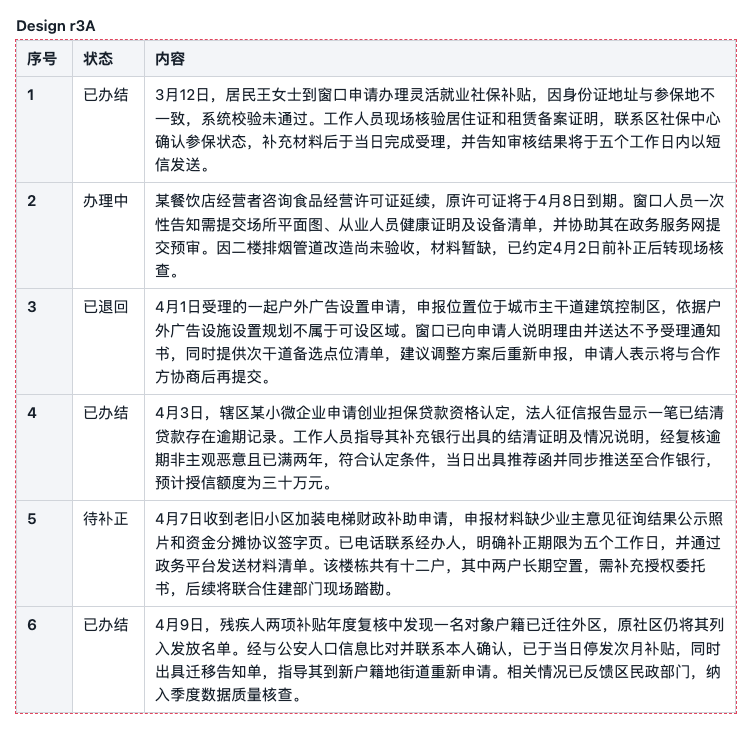 Design r3A
序号 状态 内容
1 已办结 3月12日，居民王女士到窗口申请办理灵活就业社保补贴，因身份证地址与参保地不
一致，系统校验未通过。工作人员现场核验居住证和租赁备案证明，联系区社保中心
确认参保状态，补充材料后于当日完成受理，并告知审核结果将于五个工作日内以短
信发送。
2 办理中 某餐饮店经营者咨询食品经营许可证延续，原许可证将于4月8日到期。窗口人员一次
性告知需提交场所平面图、从业人员健康证明及设备清单，并协助其在政务服务网提
交预审。因二楼排烟管道改造尚未验收，材料暂缺，已约定4月2日前补正后转现场核
查。
3 已退回 4月1日受理的一起户外广告设置申请，申报位置位于城市主干道建筑控制区，依据户
外广告设施设置规划不属于可设区域。窗口已向申请人说明理由并送达不予受理通知
书，同时提供次干道备选点位清单，建议调整方案后重新申报，申请人表示将与合作
方协商后再提交。
4 已办结 4月3日，辖区某小微企业申请创业担保贷款资格认定，法人征信报告显示一笔已结清
贷款存在逾期记录。工作人员指导其补充银行出具的结清证明及情况说明，经复核逾
期非主观恶意且已满两年，符合认定条件，当日出具推荐函并同步推送至合作银行，
预计授信额度为三十万元。
5 待补正 4月7日收到老旧小区加装电梯财政补助申请，申报材料缺少业主意见征询结果公示照
片和资金分摊协议签字页。已电话联系经办人，明确补正期限为五个工作日，并通过
政务平台发送材料清单。该楼栋共有十二户，其中两户长期空置，需补充授权委托
书，后续将联合住建部门现场踏勘。
6 已办结 4月9日，残疾人两项补贴年度复核中发现一名对象户籍已迁往外区，原社区仍将其列
入发放名单。经与公安人口信息比对并联系本人确认，已于当日停发次月补贴，同时
出具迁移告知单，指导其到新户籍地街道重新申请。相关情况已反馈区民政部门，纳
入季度数据质量核查。